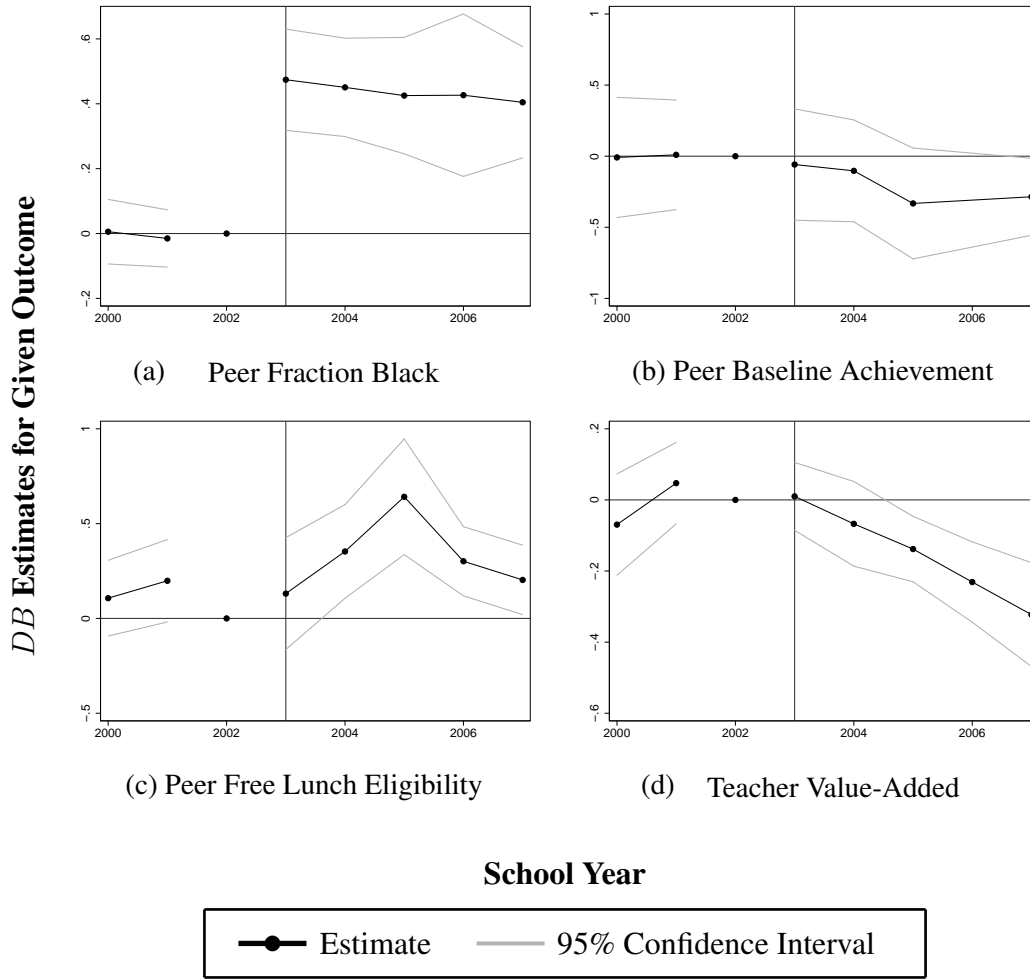 DB Estimates for Given Outcome
.6
.4
.2
0
-.2
2000 2002 2004 2006
(a) Peer Fraction Black
1
.5
0
-.5
-1
2000 2002 2004 2006
(b) Peer Baseline Achievement
1
.5
0
-.5
2000 2002 2004 2006
(c) Peer Free Lunch Eligibility
.2
0
-.2
-.4
-.6
2000 2002 2004 2006
(d) Teacher Value-Added
School Year
Estimate 95% Confidence Interval